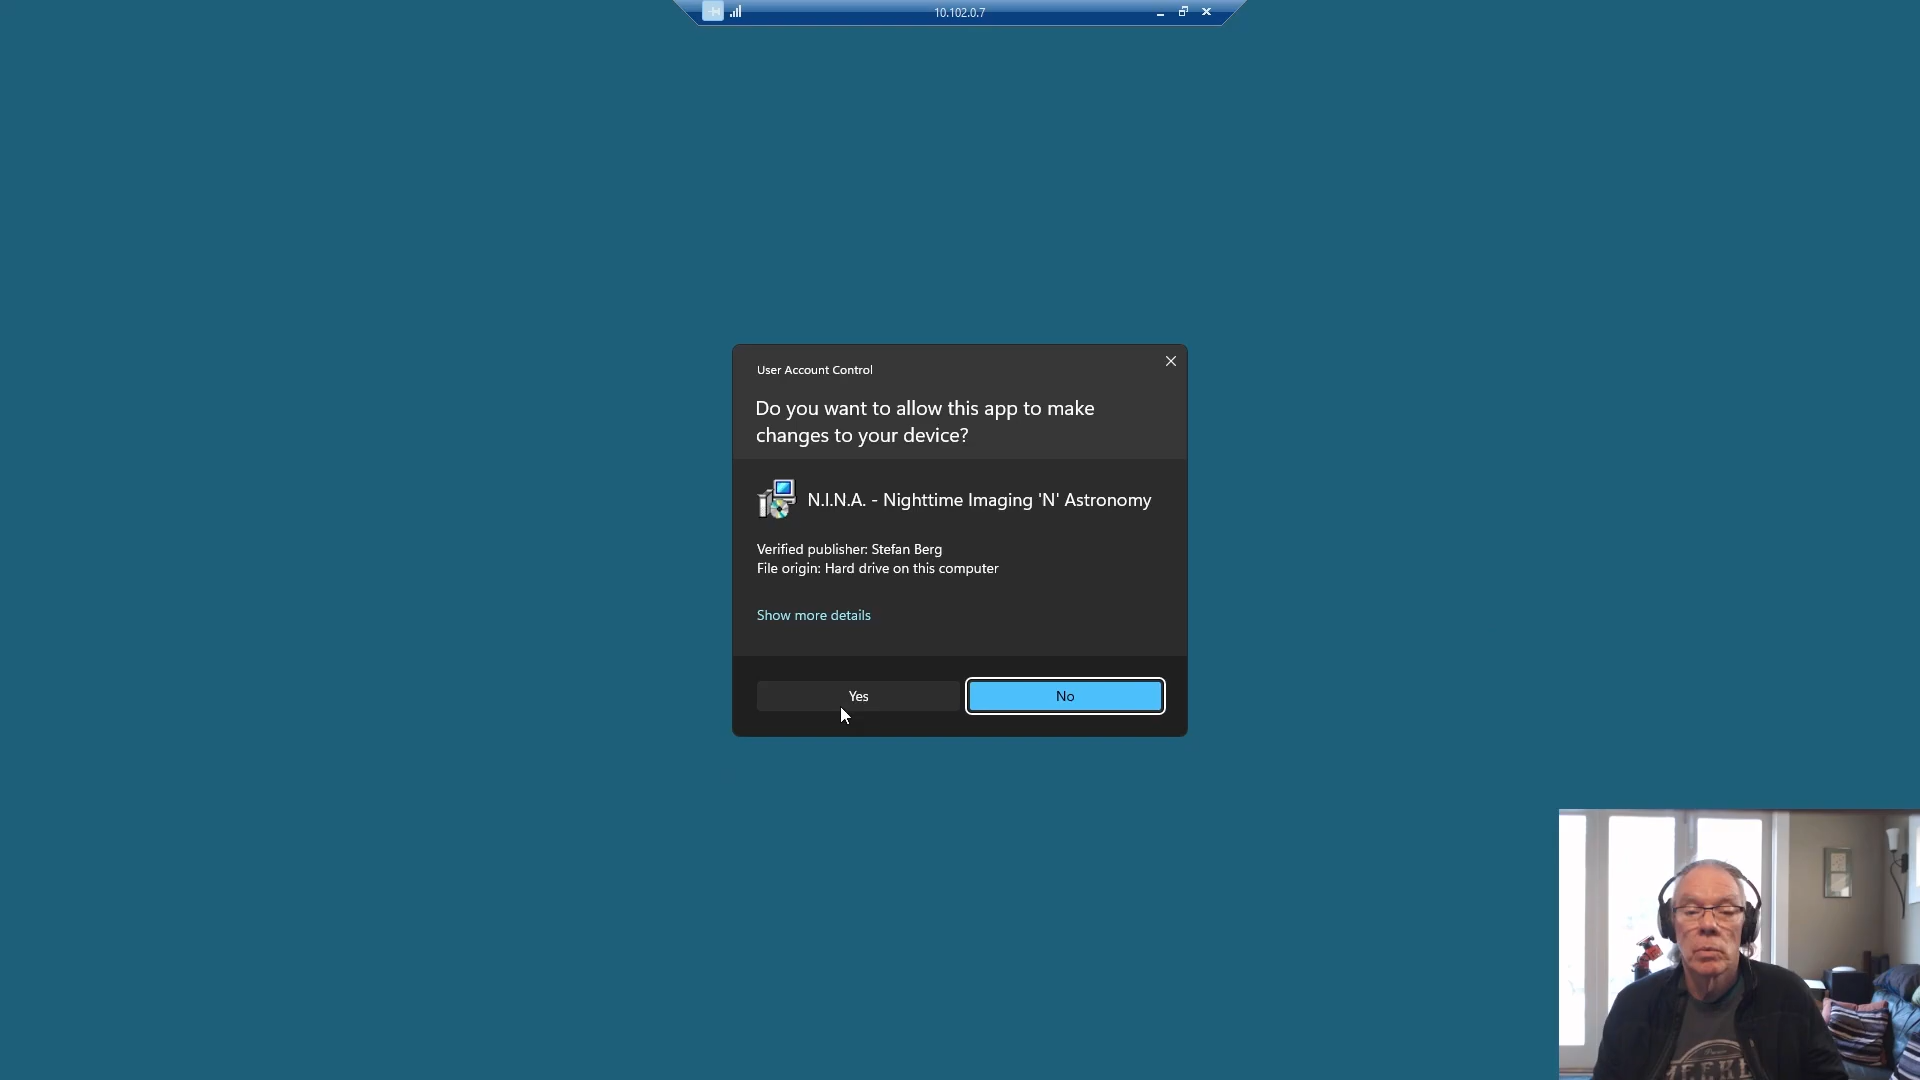 10.102.0.7
User Account Control
Do you want to allow this app to make
changes to your device?
N.I.N.A. - Nighttime Imaging 'N' Astronomy
Verified publisher: Stefan Berg
File origin: Hard drive on this computer
Show more details
Yes
No